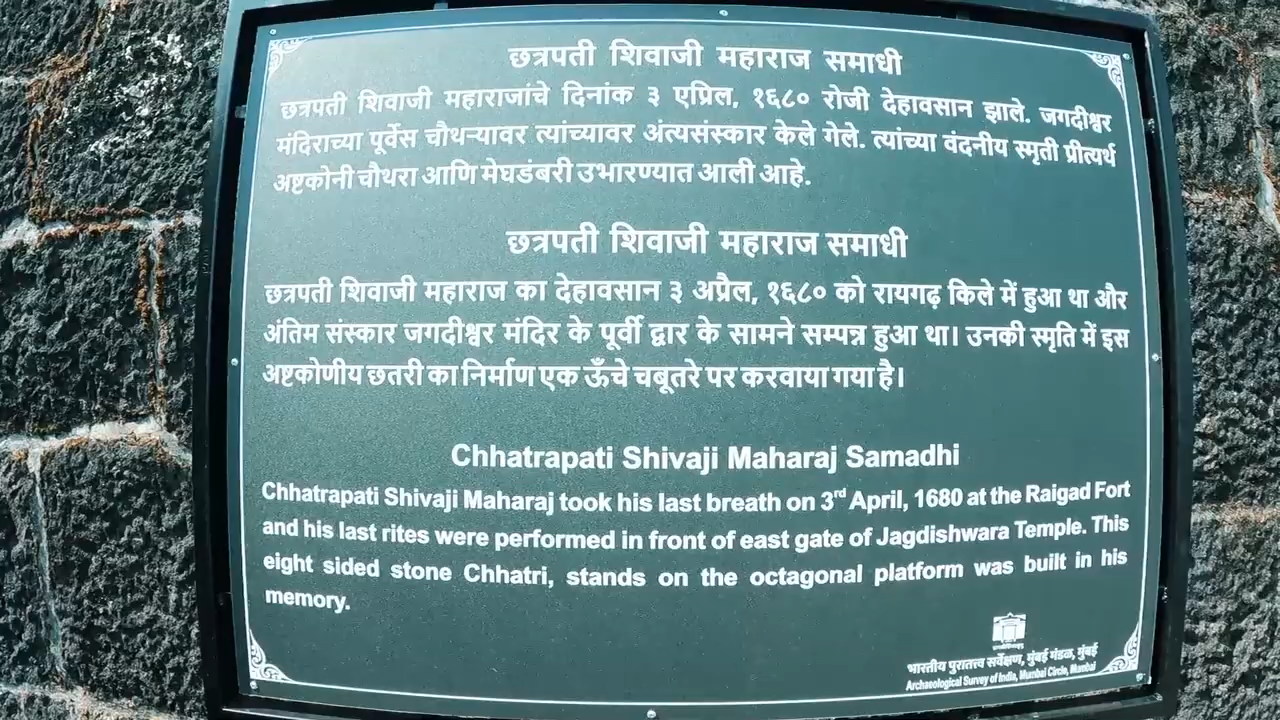 छत्रपती शिवाजी महाराज समाधी
छत्रपती शिवाजी महाराजांचे दिनांक ३ एप्रिल, १६८० रोजी देहावसान झाले. जगदीश्वर
मंदिराच्या पूर्वेस चौथऱ्यावर त्यांच्यावर अंत्यसंस्कार केले गेले. त्यांच्या वंदनीय स्मृती प्रीत्यर्थ
अष्टकोनी चौथरा आणि मेघडंबरी उभारण्यात आली आहे.
छत्रपती शिवाजी महाराज समाधी
छत्रपती शिवाजी महाराज का देहावसान ३ अप्रैल, १६८० को रायगढ़ किले में हुआ था और
अंतिम संस्कार जगदीश्वर मंदिर के पूर्वी द्वार के सामने सम्पन्न हुआ था। उनकी स्मृति में इस
अष्टकोणीय छतरी का निर्माण एक ऊँचे चबूतरे पर करवाया गया है।
Chhatrapati Shivaji Maharaj Samadhi
Chhatrapati Shivaji Maharaj took his last breath on 3rd April, 1680 at the Raigad Fort
and his last rites were performed in front of east gate of Jagdishwara Temple. This
eight sided stone Chhatri, stands on the octagonal platform was built in his
memory.
भारतीय पुरातत्त्व सर्वेक्षण, मुंबई मंडळ, मुंबई
Archaeological Survey of India, Mumbai Circle, Mumbai